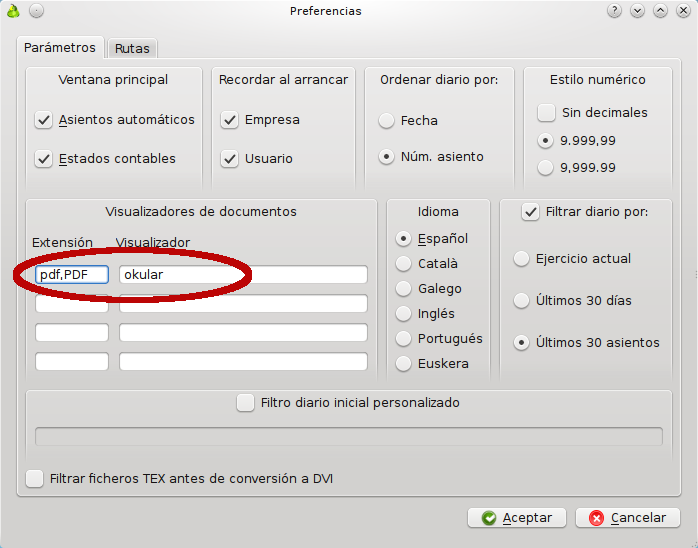 Preferencias
Parámetros
Rutas
Ventana principal
Asientos automáticos
Estados contables
Recordar al arrancar
Empresa
Usuario
Ordenar diario por:
Fecha
Núm. asiento
Estilo numérico
Sin decimales
9.999,99
9,999.99
Visualizadores de documentos
Extensión Visualizador
pdf,PDF okular
Idioma
Español
Català
Galego
Inglés
Portugués
Euskera
Filtrar diario por:
Ejercicio actual
Últimos 30 días
Últimos 30 asientos
Filtro diario inicial personalizado
Filtrar ficheros TEX antes de conversión a DVI
Aceptar
Cancelar